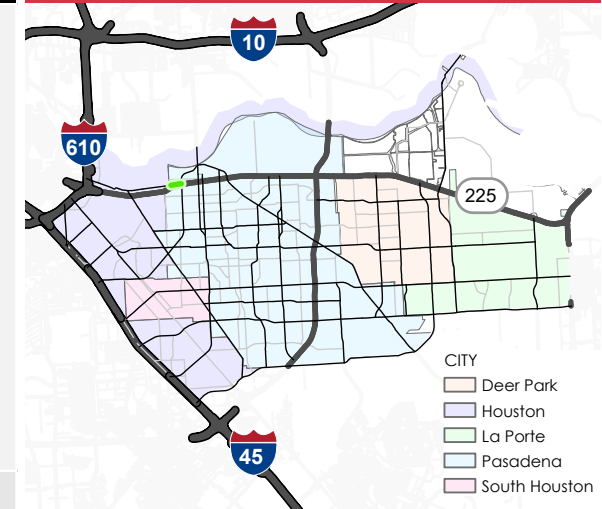 10
610
225
CITY
Deer Park
Houston
La Porte
Pasadena
South Houston
45